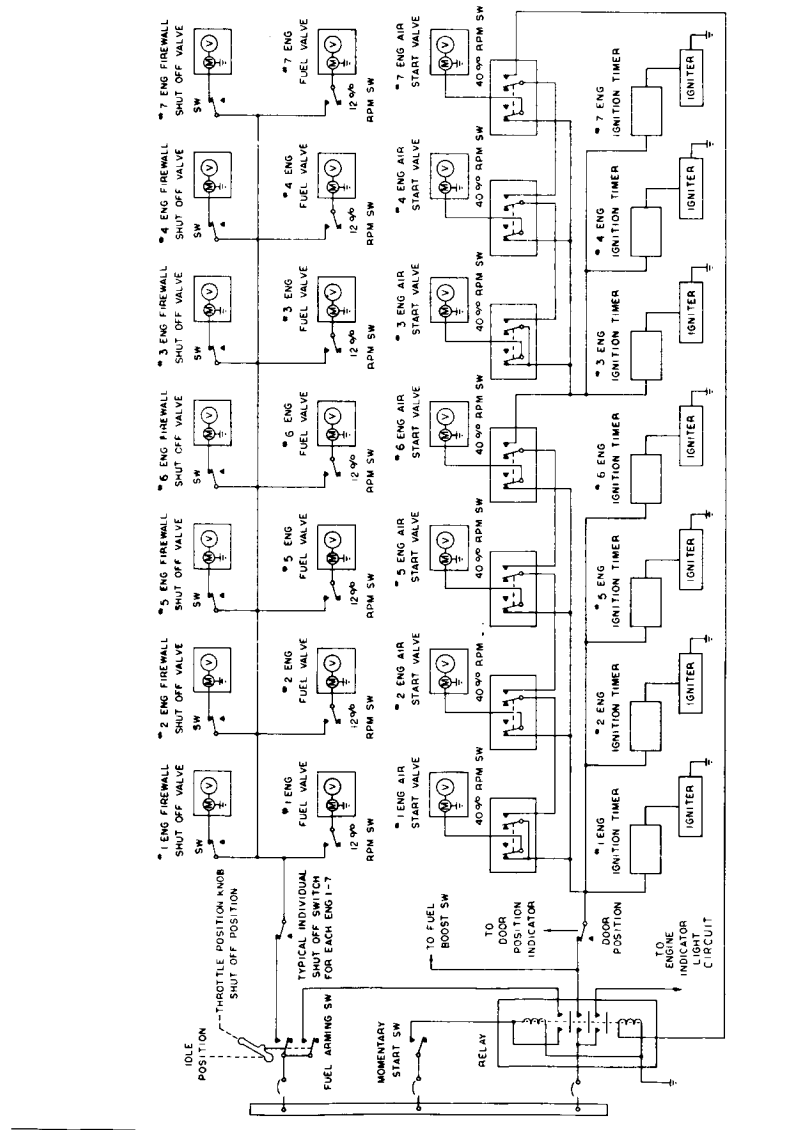 # 1 ENG FIREWALL
SHUT OFF VALVE
SW
# 2 ENG FIREWALL
SHUT OFF VALVE
SW
# 5 ENG FIREWALL
SHUT OFF VALVE
SW
# 6 ENG FIREWALL
SHUT OFF VALVE
SW
# 3 ENG FIREWALL
SHUT OFF VALVE
SW
# 4 ENG FIREWALL
SHUT OFF VALVE
SW
# 7 ENG FIREWALL
SHUT OFF VALVE
SW
M V
M V
M V
M V
M V
M V
M V
# 1 ENG
FUEL VALVE
# 2 ENG
FUEL VALVE
# 5 ENG
FUEL VALVE
# 6 ENG
FUEL VALVE
# 3 ENG
FUEL VALVE
# 4 ENG
FUEL VALVE
# 7 ENG
FUEL VALVE
M V
M V
M V
M V
M V
M V
M V
12 %
RPM SW
12 %
RPM SW
12 %
RPM SW
12 %
RPM SW
12 %
RPM SW
12 %
RPM SW
12 %
RPM SW
THROTTLE POSITION KNOB
SHUT OFF POSITION
IDLE
POSITION
TYPICAL INDIVIDUAL
SHUT OFF SWITCH
FOR EACH ENG 1-7
FUEL ARMING SW
# 1 ENG AIR
START VALVE
# 2 ENG AIR
START VALVE
# 5 ENG AIR
START VALVE
# 6 ENG AIR
START VALVE
# 3 ENG AIR
START VALVE
# 4 ENG AIR
START VALVE
# 7 ENG AIR
START VALVE
M V
M V
M V
M V
M V
M V
M V
40 % RPM SW
40 % RPM
40 % RPM SW
40 % RPM SW
40 % RPM SW
40 % RPM SW
40 % RPM SW
MOMENTARY
START SW
TO FUEL
BOOST SW
TO
DOOR
POSITION
INDICATOR
RELAY
DOOR
POSITION
# 1 ENG
IGNITION TIMER
# 2 ENG
IGNITION TIMER
# 5 ENG
IGNITION TIMER
# 6 ENG
IGNITION TIMER
# 3 ENG
IGNITION TIMER
# 4 ENG
IGNITION TIMER
# 7 ENG
IGNITION TIMER
TO
ENGINE
INDICATOR
LIGHT
CIRCUIT
IGNITER
IGNITER
IGNITER
IGNITER
IGNITER
IGNITER
IGNITER